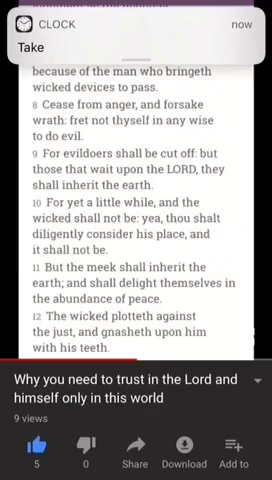 CLOCK
now
Take
because of the man who bringeth
wicked devices to pass.
8 Cease from anger, and forsake
wrath: fret not thyself in any wise
to do evil.
9 For evildoers shall be cut off: but
those that wait upon the LORD, they
shall inherit the earth.
10 For yet a little while, and the
wicked shall not be: yea, thou shalt
diligently consider his place, and
it shall not be.
11 But the meek shall inherit the
earth; and shall delight themselves in
the abundance of peace.
12 The wicked plotteth against
the just, and gnasheth upon him
with his teeth.
Why you need to trust in the Lord and
himself only in this world
9 views
5
0
Share
Download
Add to